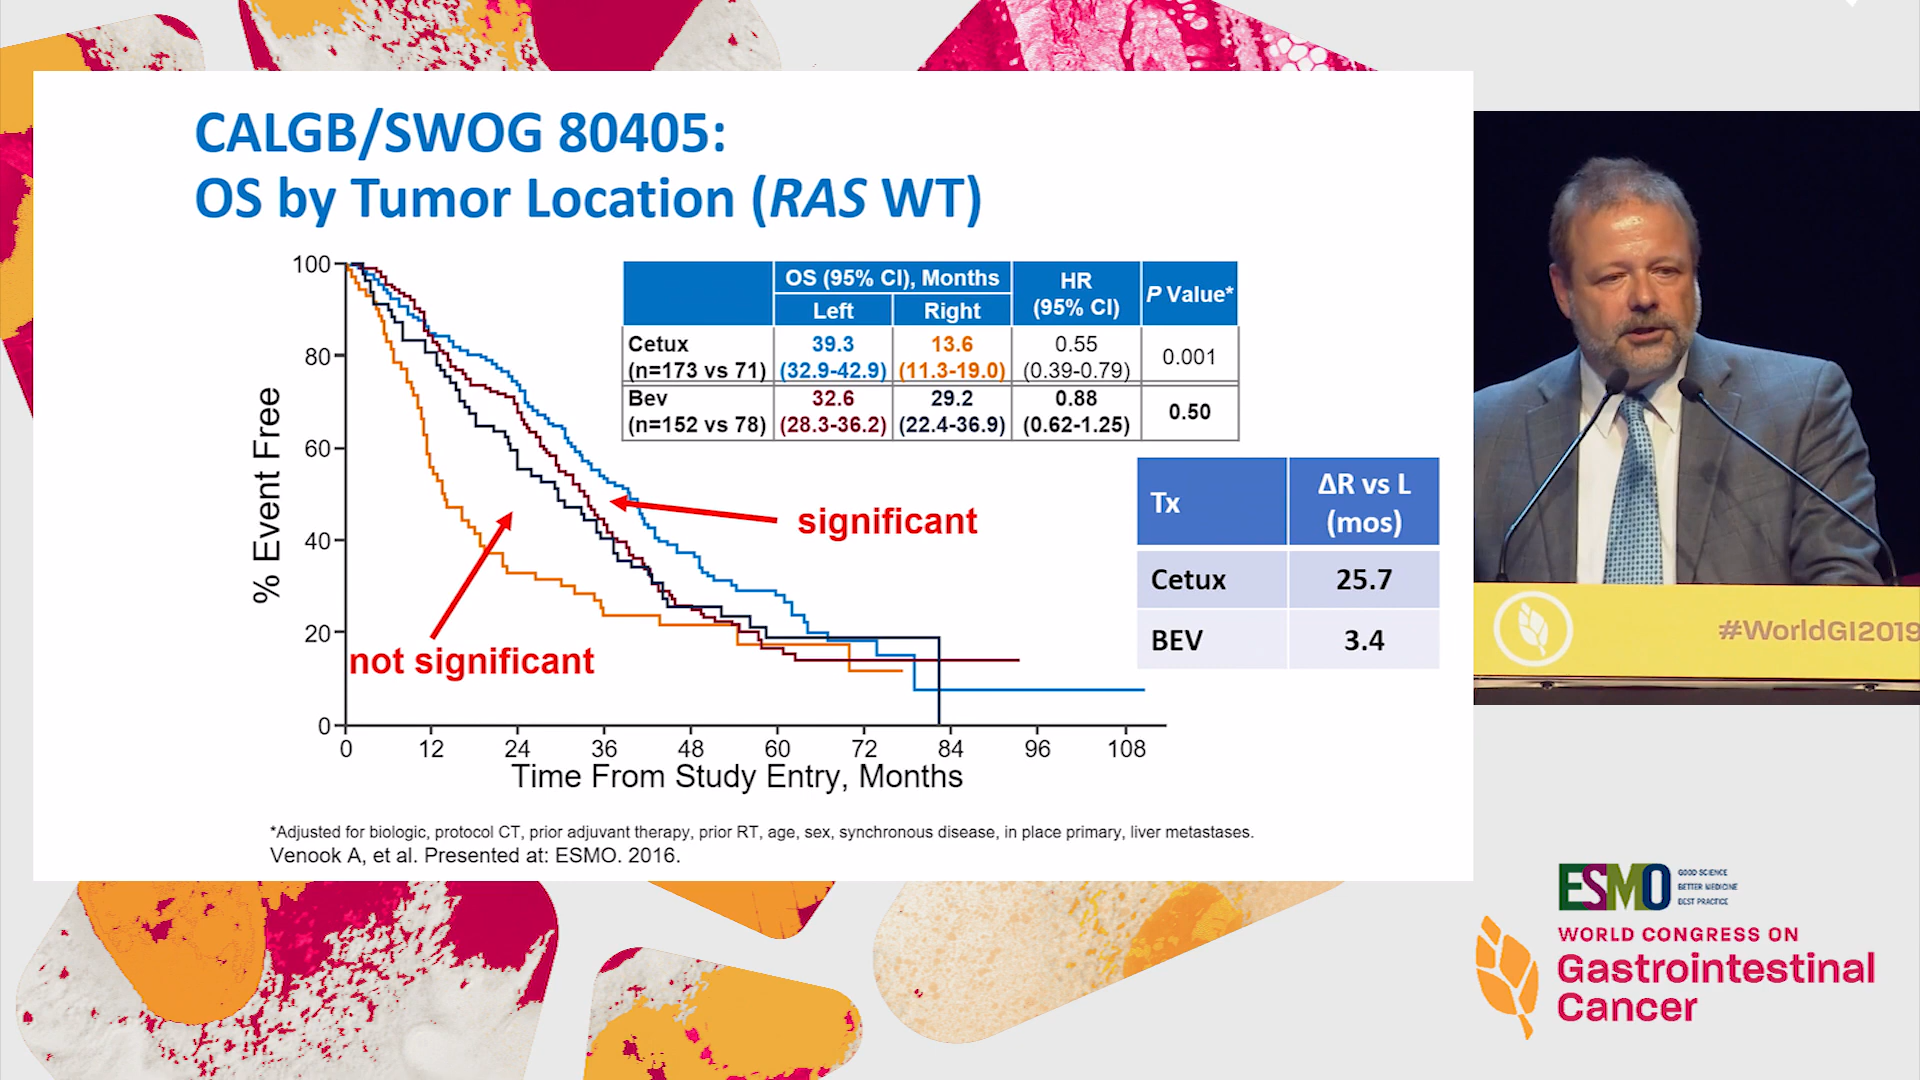 CALGB/SWOG 80405:
OS by Tumor Location (RAS WT)
% Event Free
100
80
60
40
20
0
0 12 24 36 48 60 72 84 96 108
Time From Study Entry, Months
OS (95% CI), Months
Left Right
HR
(95% CI)
P Value*
Cetux
(n=173 vs 71)
39.3
(32.9-42.9)
13.6
(11.3-19.0)
0.55
(0.39-0.79)
0.001
Bev
(n=152 vs 78)
32.6
(28.3-36.2)
29.2
(22.4-36.9)
0.88
(0.62-1.25)
0.50
significant
not significant
Tx
ΔR vs L
(mos)
Cetux 25.7
BEV 3.4
*Adjusted for biologic, protocol CT, prior adjuvant therapy, prior RT, age, sex, synchronous disease, in place primary, liver metastases.
Venook A, et al. Presented at: ESMO. 2016.
#WorldGI2019
ESMO
GOOD SCIENCE
BETTER MEDICINE
BEST PRACTICE
WORLD CONGRESS ON
Gastrointestinal
Cancer